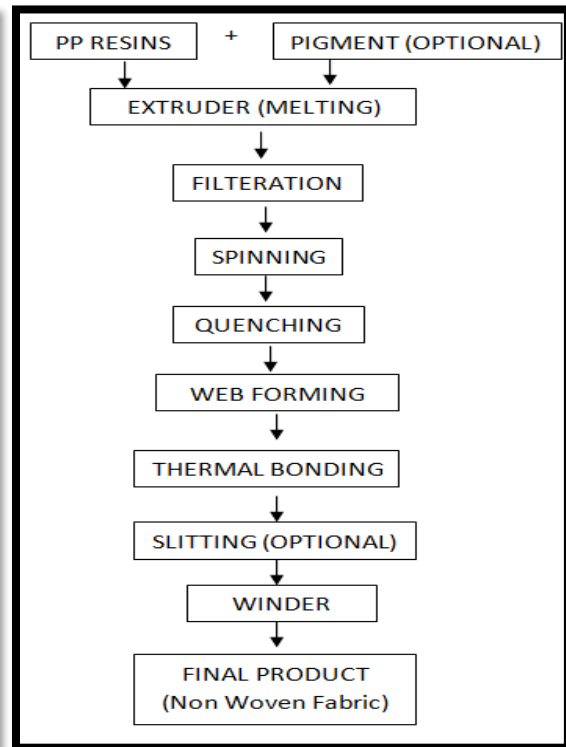 PP RESINS + PIGMENT (OPTIONAL)
EXTRUDER (MELTING)
FILTERATION
SPINNING
QUENCHING
WEB FORMING
THERMAL BONDING
SLITTING (OPTIONAL)
WINDER
FINAL PRODUCT
(Non Woven Fabric)